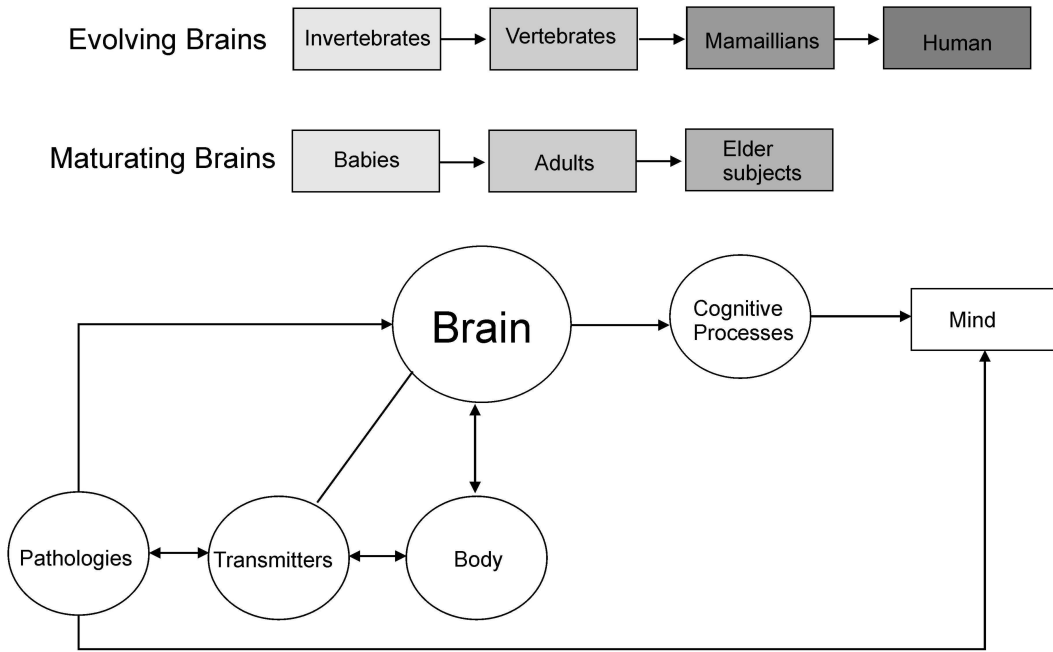 Evolving Brains
Invertebrates
Vertebrates
Mamaillians
Human
Maturating Brains
Babies
Adults
Elder
subjects
Brain
Cognitive
Processes
Mind
Pathologies
Transmitters
Body